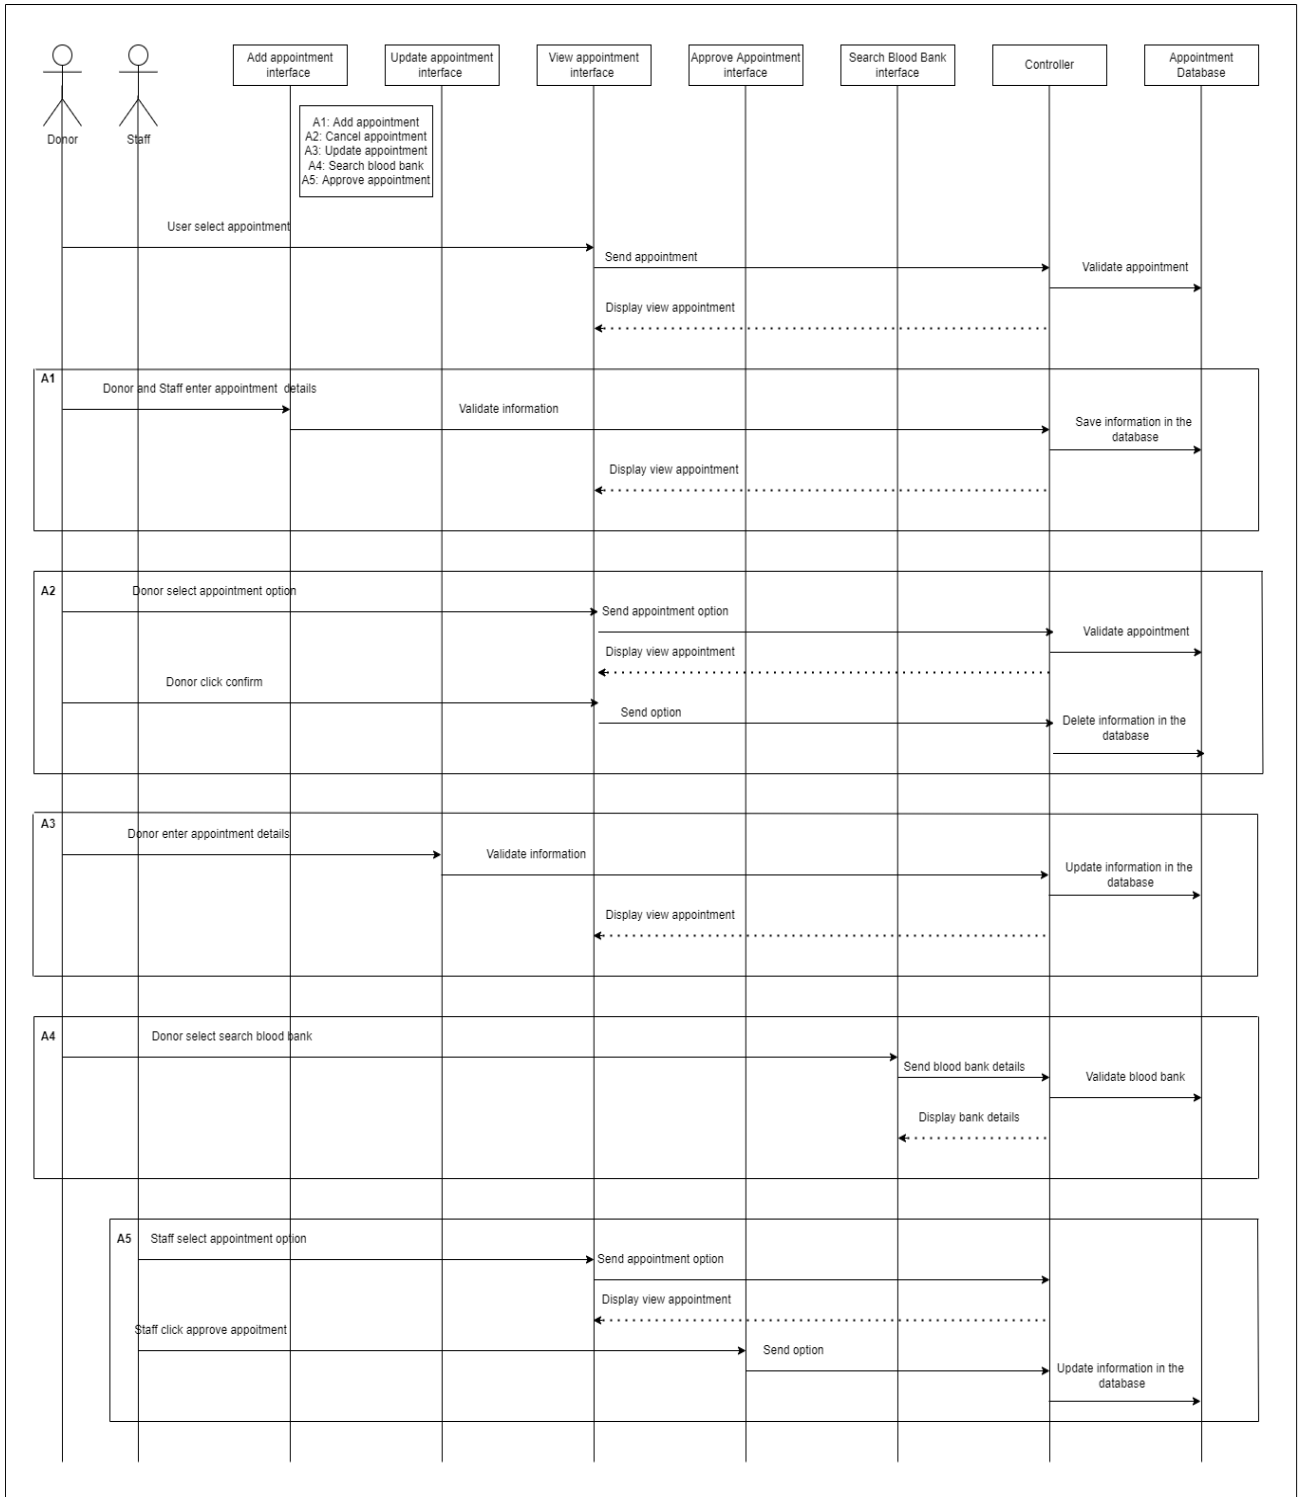 Add appointment
interface
Update appointment
interface
View appointment
interface
Approve Appointment
interface
Search Blood Bank
interface
Controller
Appointment
Database
Donor
Staff
A1: Add appointment
A2: Cancel appointment
A3: Update appointment
A4: Search blood bank
A5: Approve appointment
User select appointment
Send appointment
Validate appointment
Display view appointment
A1
Donor and Staff enter appointment details
Validate information
Save information in the
database
Display view appointment
A2
Donor select appointment option
Send appointment option
Validate appointment
Display view appointment
Donor click confirm
Send option
Delete information in the
database
A3
Donor enter appointment details
Validate information
Update information in the
database
Display view appointment
A4
Donor select search blood bank
Send blood bank details
Validate blood bank
Display bank details
A5
Staff select appointment option
Send appointment option
Display view appointment
Staff click approve appoitment
Send option
Update information in the
database